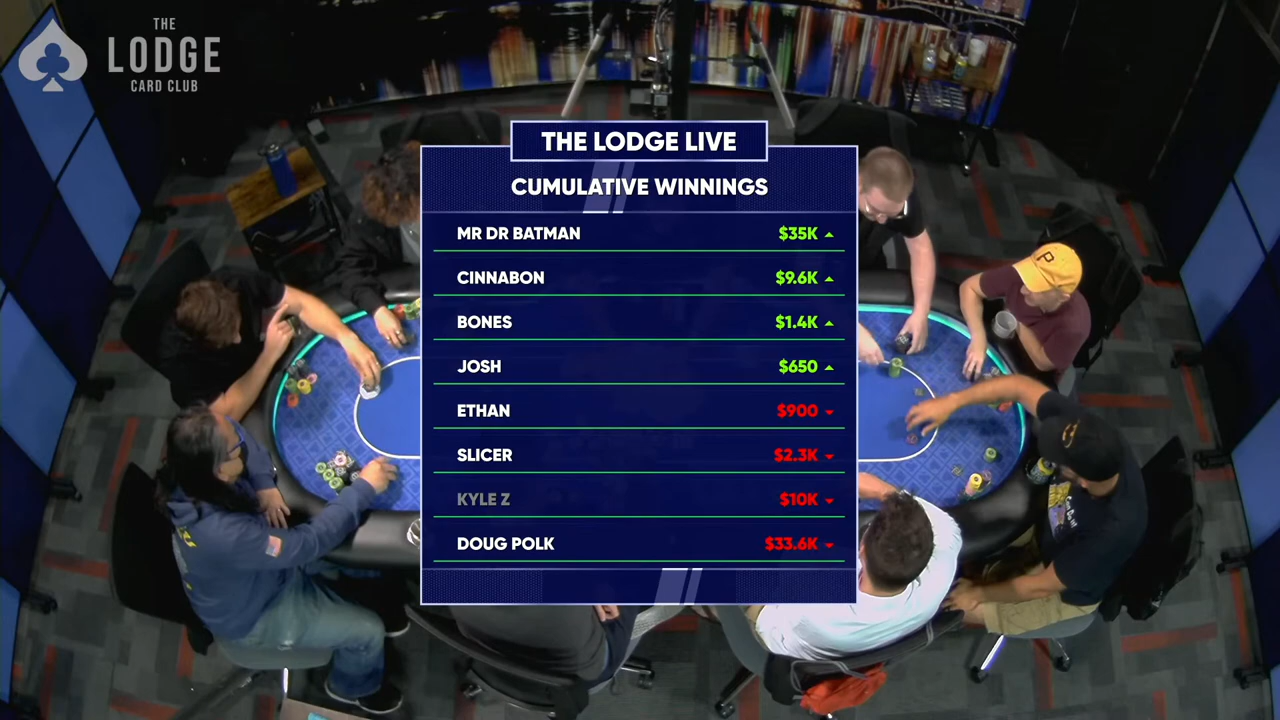 THE
LODGE
CARD CLUB
THE LODGE LIVE
CUMULATIVE WINNINGS
MR DR BATMAN $35K
CINNABON $9.6K
BONES $1.4K
JOSH $650
ETHAN $900
SLICER $2.3K
KYLE Z $10K
DOUG POLK $33.6K
P